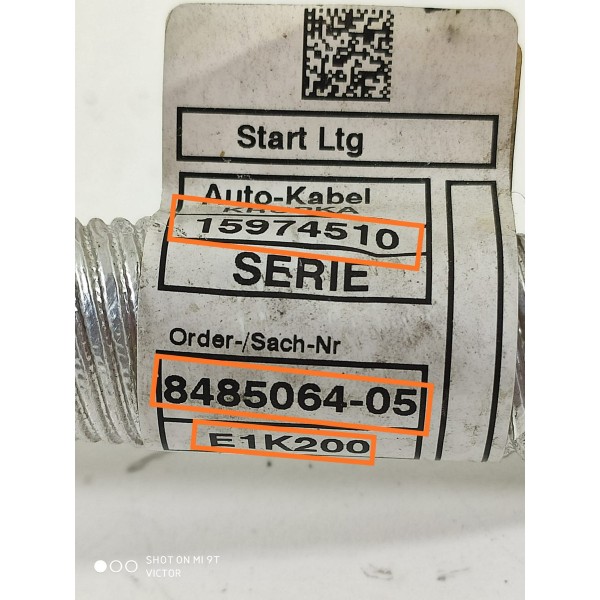 Start Ltg
Auto-Kabel
15974510
SERIE
Order-/Sach-Nr
8485064-05
E1K200
SHOT ON MI 9T
VICTOR